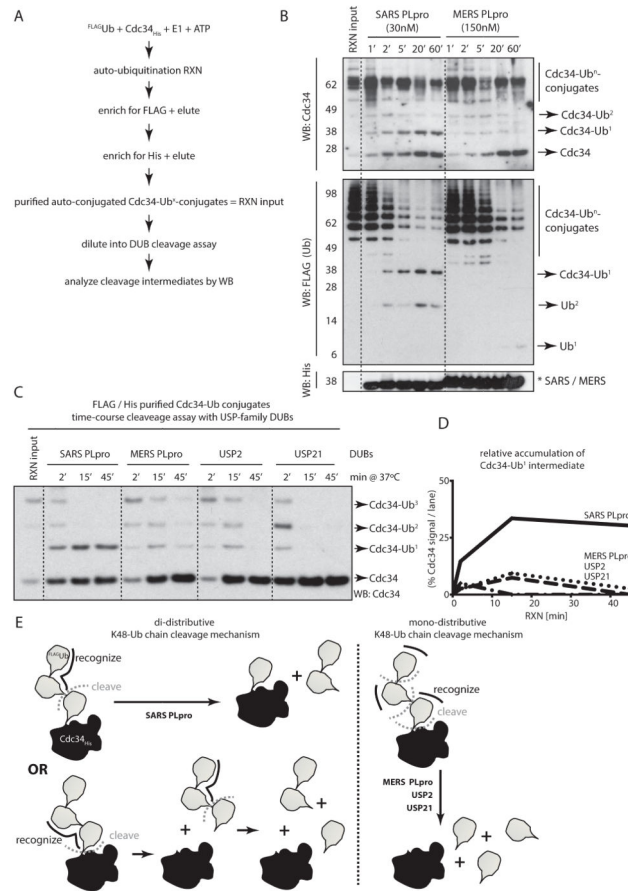 A
FLAGUb + Cdc34His + E1 + ATP
auto-ubiquitination RXN
enrich for FLAG + elute
enrich for His + elute
purified auto-conjugated Cdc34-Ubⁿ-conjugates = RXN input
dilute into DUB cleavage assay
analyze cleavage intermediates by WB
B
RXN input
SARS PLpro
(30nM)
MERS PLpro
(150nM)
1′ 2′ 5′ 20′ 60′ 1′ 2′ 5′ 20′ 60′
WB: Cdc34
62
49
38
28
Cdc34-Ubⁿ-
conjugates
Cdc34-Ub²
Cdc34-Ub¹
Cdc34
WB: FLAG (Ub)
98
62
49
38
28
14
6
Cdc34-Ubⁿ-
conjugates
Cdc34-Ub¹
Ub²
Ub¹
WB: His
38
* SARS / MERS
C
FLAG / His purified Cdc34-Ub conjugates
time-course cleaveage assay with USP-family DUBs
RXN input
SARS PLpro MERS PLpro USP2 USP21 DUBs
2′ 15′ 45′ 2′ 15′ 45′ 2′ 15′ 45′ 2′ 15′ 45′ min @ 37ºC
Cdc34-Ub³
Cdc34-Ub²
Cdc34-Ub¹
Cdc34
WB: Cdc34
D
relative accumulation of
Cdc34-Ub¹ intermediate
(% Cdc34 signal / lane)
50
25
0
0 10 20 30 40
RXN [min]
SARS PLpro
MERS PLpro
USP2
USP21
E
di-distributive
K48-Ub chain cleavage mechanism
FLAGUb
recognize
cleave
Cdc34His
SARS PLpro
+
OR
recognize
cleave
+
+
+
mono-distributive
K48-Ub chain cleavage mechanism
recognize
cleave
MERS PLpro
USP2
USP21
+
+
+